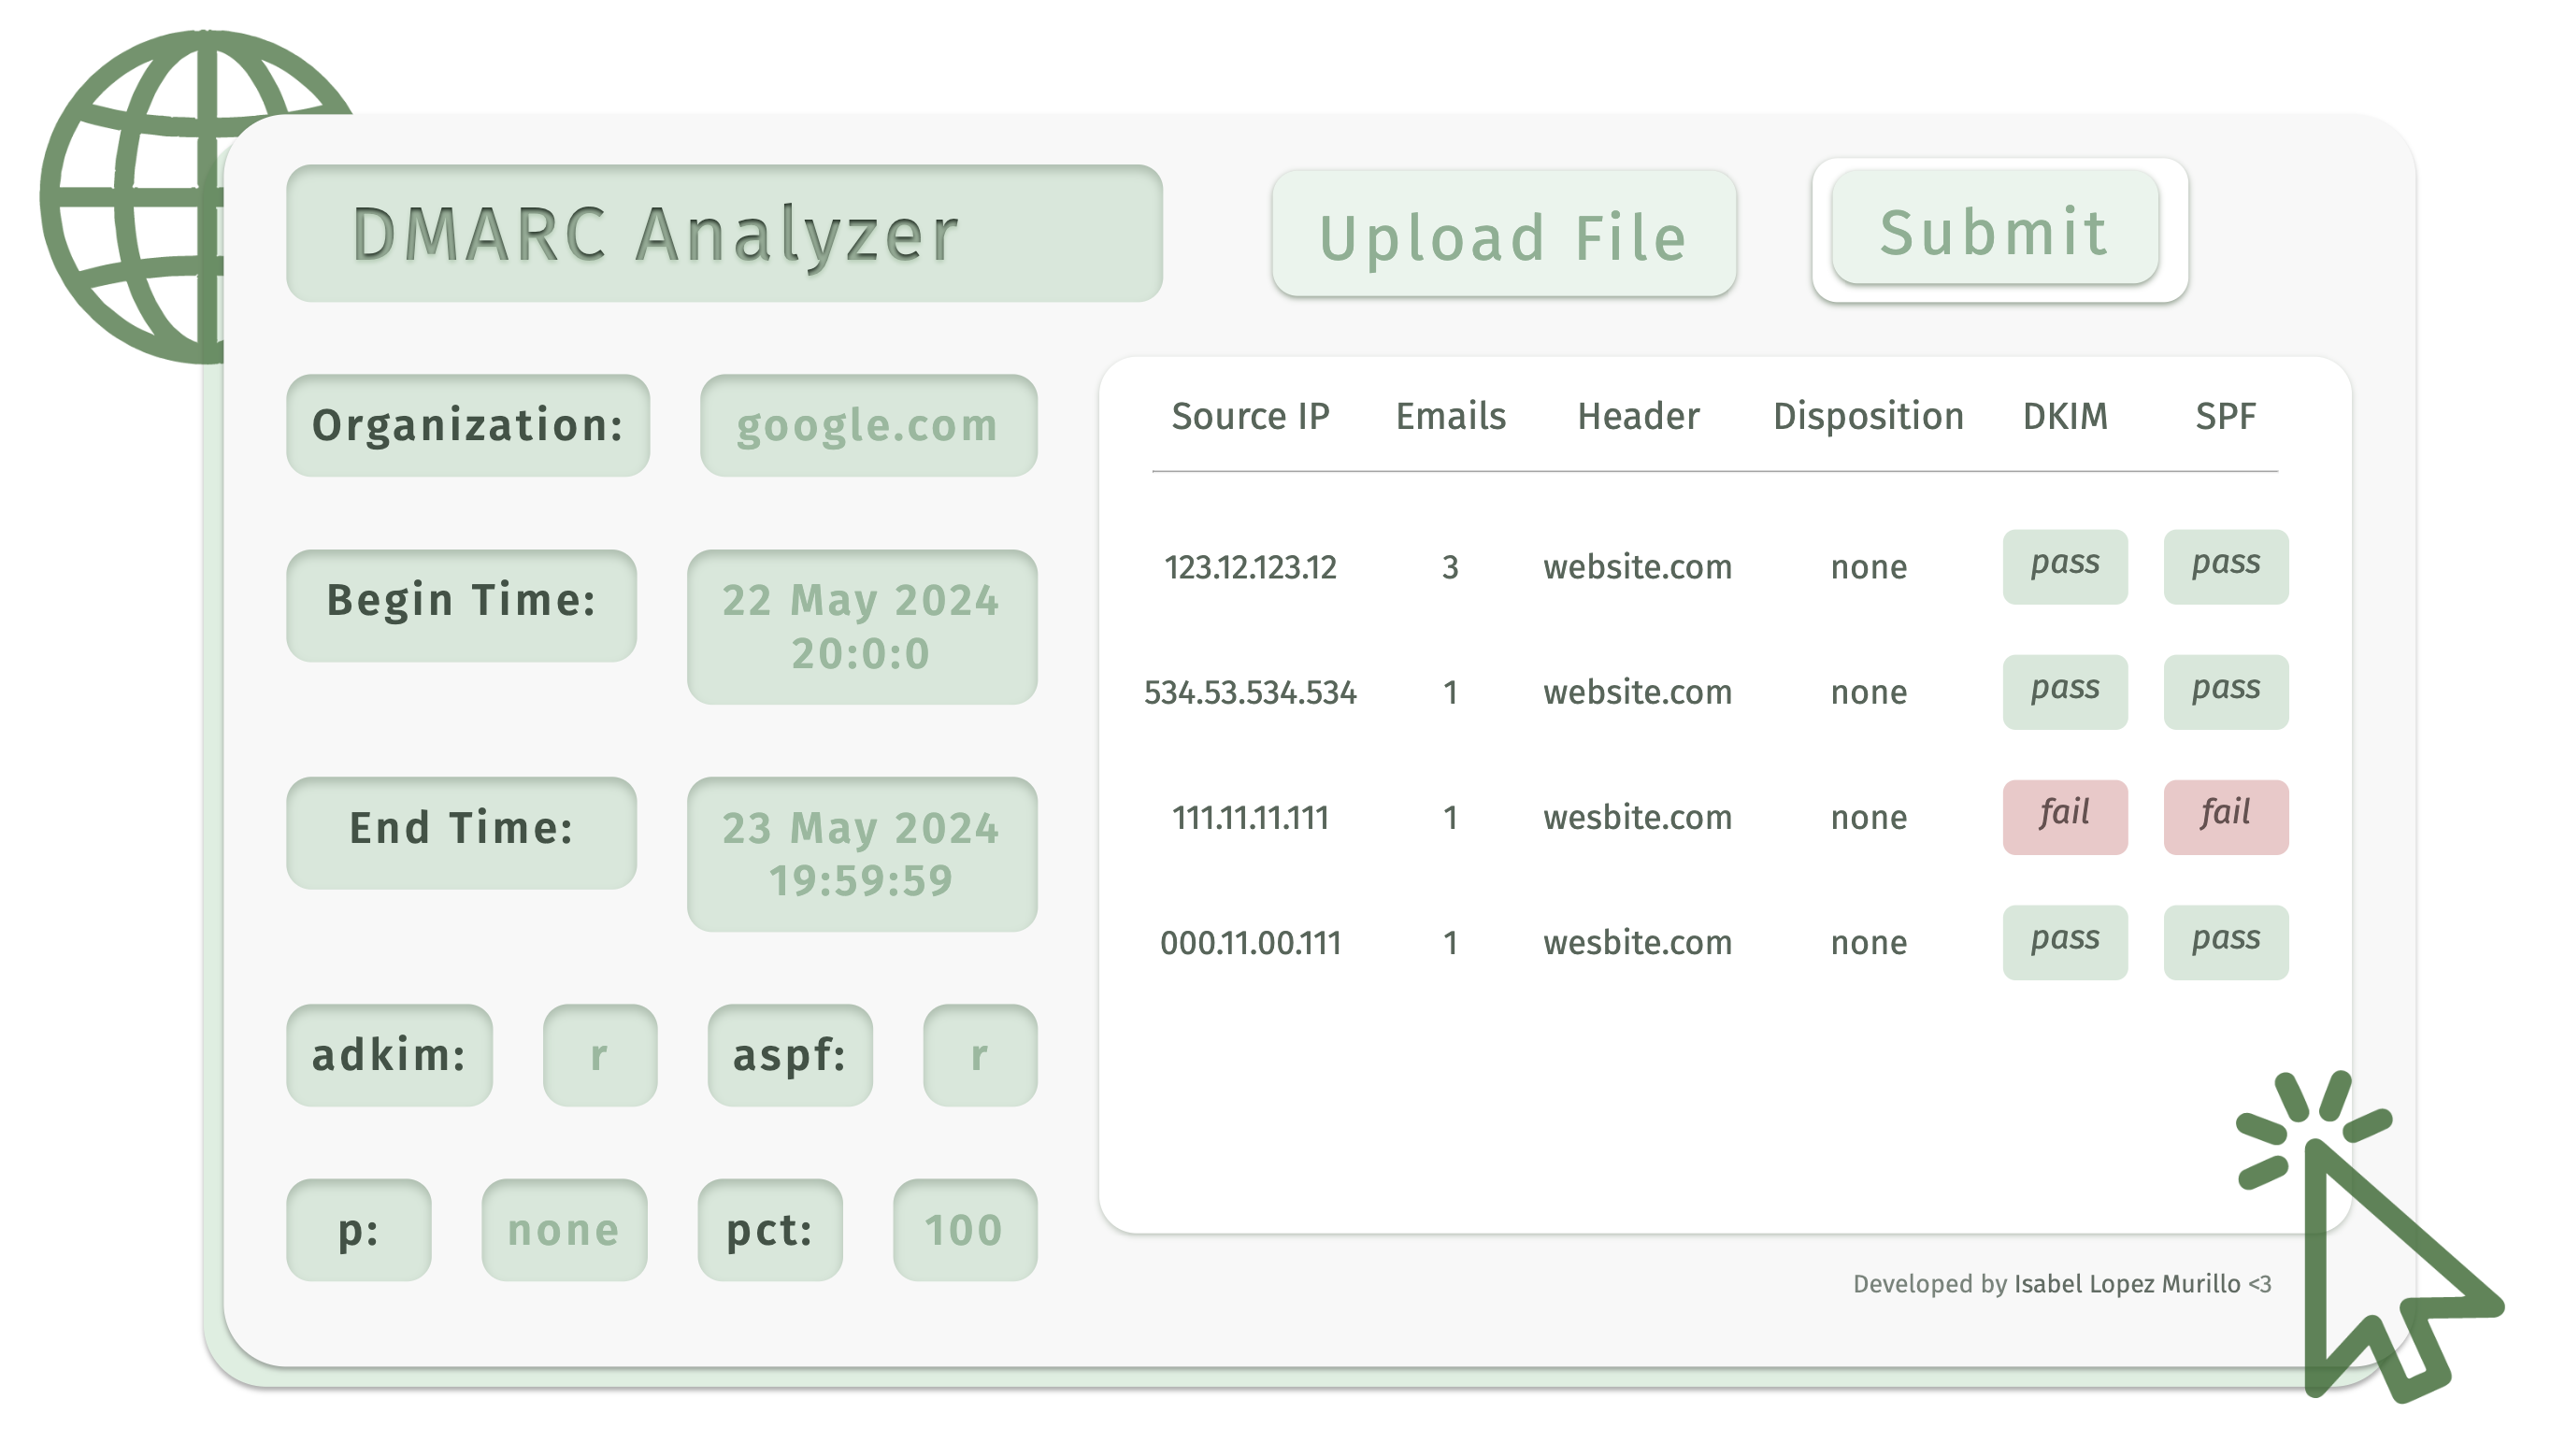 DMARC Analyzer
Upload File
Submit
Organization: google.com
Begin Time: 22 May 2024
20:0:0
End Time: 23 May 2024
19:59:59
adkim: r aspf: r
p: none pct: 100
Source IP Emails Header Disposition DKIM SPF
123.12.123.12 3 website.com none pass pass
534.53.534.534 1 website.com none pass pass
111.11.11.111 1 wesbite.com none fail fail
000.11.00.111 1 wesbite.com none pass pass
Developed by Isabel Lopez Murillo <3